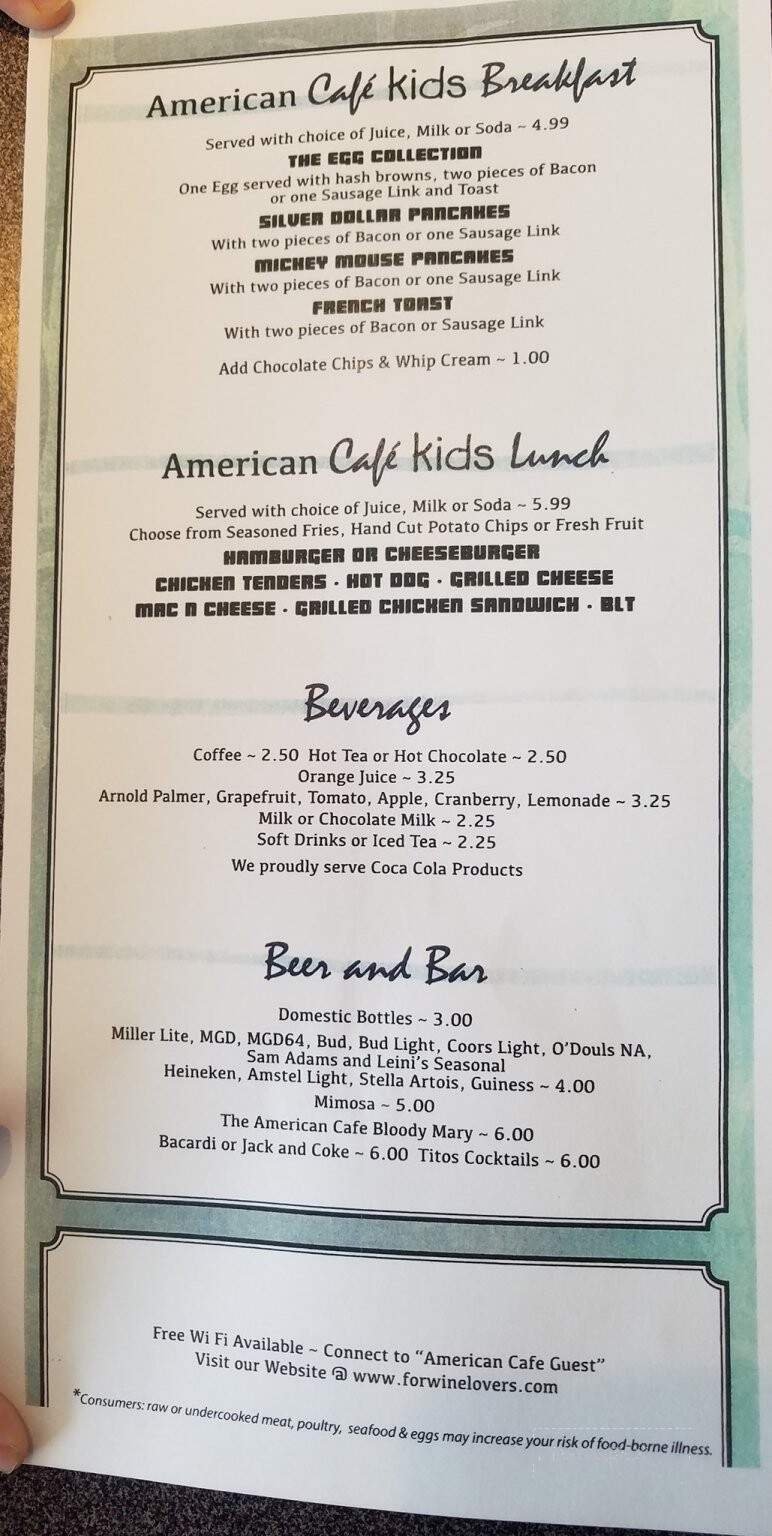 American Café kids Breakfast
Served with choice of Juice, Milk or Soda ~ 4.99
THE EGG COLLECTION
One Egg served with hash browns, two pieces of Bacon
or one Sausage Link and Toast
SILVER DOLLAR PANCAKES
With two pieces of Bacon or one Sausage Link
MICKEY MOUSE PANCAKES
With two pieces of Bacon or one Sausage Link
FRENCH TOAST
With two pieces of Bacon or Sausage Link
Add Chocolate Chips & Whip Cream ~ 1.00
American Café kids Lunch
Served with choice of Juice, Milk or Soda ~ 5.99
Choose from Seasoned Fries, Hand Cut Potato Chips or Fresh Fruit
HAMBURGER OR CHEESEBURGER
CHICKEN TENDERS · HOT DOG · GRILLED CHEESE
MAC N CHEESE · GRILLED CHICKEN SANDWICH · BLT
Beverages
Coffee ~ 2.50 Hot Tea or Hot Chocolate ~ 2.50
Orange Juice ~ 3.25
Arnold Palmer, Grapefruit, Tomato, Apple, Cranberry, Lemonade ~ 3.25
Milk or Chocolate Milk ~ 2.25
Soft Drinks or Iced Tea ~ 2.25
We proudly serve Coca Cola Products
Beer and Bar
Domestic Bottles ~ 3.00
Miller Lite, MGD, MGD64, Bud, Bud Light, Coors Light, O'Douls NA,
Sam Adams and Leini's Seasonal
Heineken, Amstel Light, Stella Artois, Guiness ~ 4.00
Mimosa ~ 5.00
The American Cafe Bloody Mary ~ 6.00
Bacardi or Jack and Coke ~ 6.00 Titos Cocktails ~ 6.00
Free Wi Fi Available ~ Connect to "American Cafe Guest"
Visit our Website @ www.forwinelovers.com
*Consumers: raw or undercooked meat, poultry, seafood & eggs may increase your risk of food-borne illness.